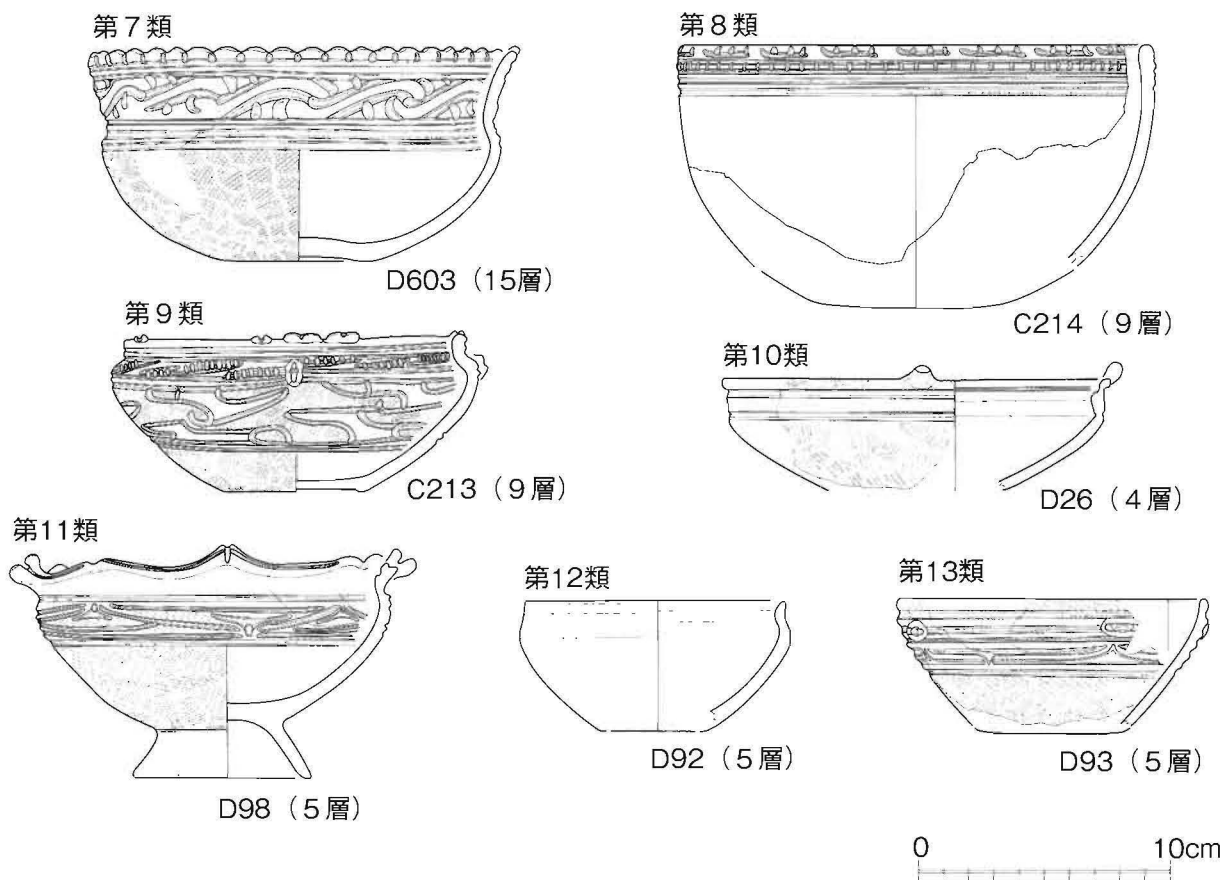 第７類
D603（15層）
第８類
C214（９層）
第９類
C213（９層）
第10類
D26（４層）
第11類
D98（５層）
第12類
D92（５層）
第13類
D93（５層）
0 10cm